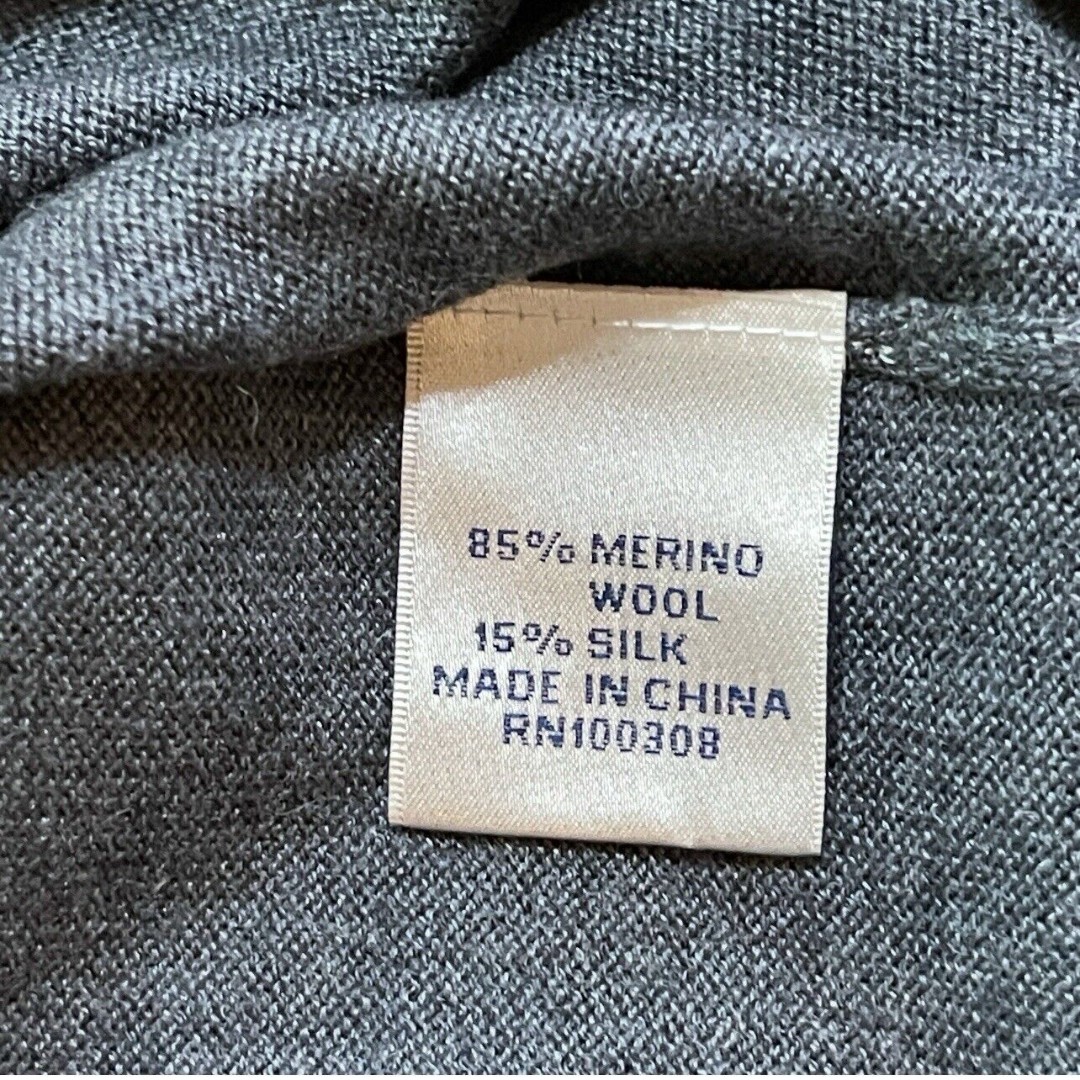 85% MERINO
WOOL
15% SILK
MADE IN CHINA
RN100308